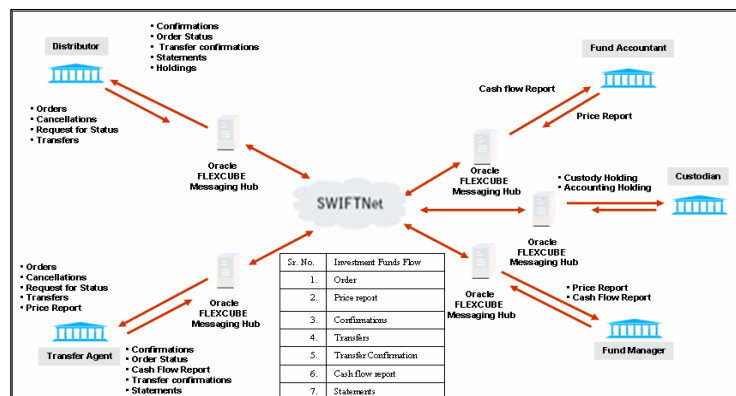 Distributor
• Confirmations
• Order Status
• Transfer confirmations
• Statements
• Holdings
• Orders
• Cancellations
• Request for Status
• Transfers
Oracle
FLEXCUBE
Messaging Hub
Fund Accountant
Cash flow Report
Price Report
Oracle
FLEXCUBE
Messaging Hub
SWIFTNet
• Custody Holding
• Accounting Holding
Custodian
Oracle
FLEXCUBE
Messaging Hub
• Orders
• Cancellations
• Request for Status
• Transfers
• Price Report
Oracle
FLEXCUBE
Messaging Hub
Transfer Agent
• Confirmations
• Order Status
• Cash Flow Report
• Transfer confirmations
• Statements
Sr. No. Investment Funds Flow
1. Order
2. Price report
3. Confirmations
4. Transfers
5. Transfer Confirmation
6. Cash flow report
7. Statements
Oracle
FLEXCUBE
Messaging Hub
• Price Report
• Cash Flow Report
Fund Manager